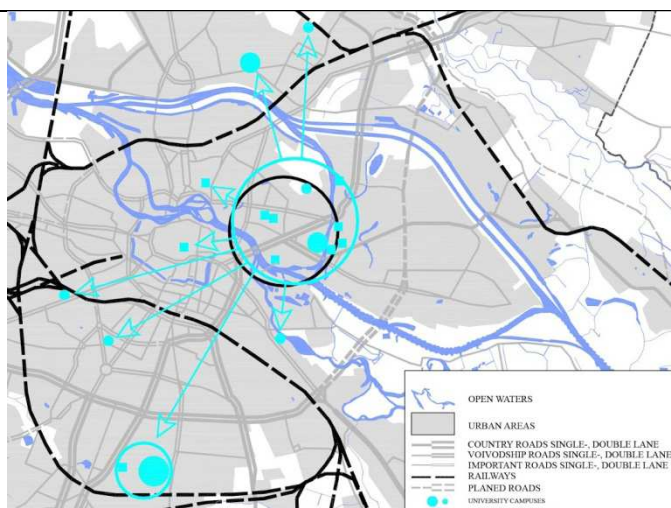 OPEN WATERS
URBAN AREAS
COUNTRY ROADS SINGLE-, DOUBLE LANE
VOIVODSHIP ROADS SINGLE-, DOUBLE LANE
IMPORTANT ROADS SINGLE-, DOUBLE LANE
RAILWAYS
PLANED ROADS
UNIVERSITY CAMPUSES